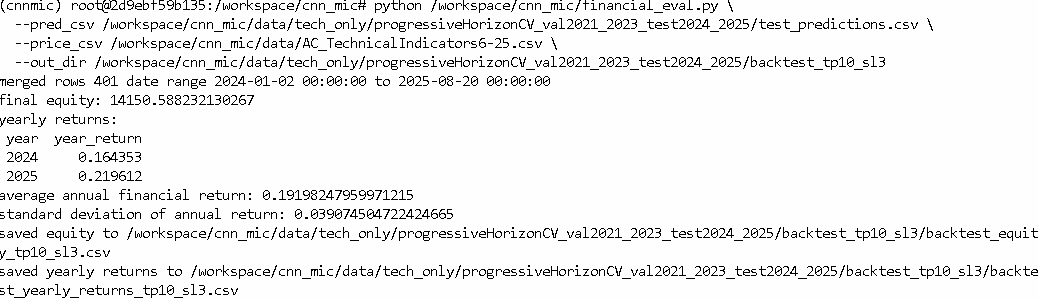 (cnnmic) root@2d9ebf59b135:/workspace/cnn_mic# python /workspace/cnn_mic/financial_eval.py \
  --pred_csv /workspace/cnn_mic/data/tech_only/progressiveHorizonCV_val2021_2023_test2024_2025/test_predictions.csv \
  --price_csv /workspace/cnn_mic/data/AC_TechnicalIndicators6-25.csv \
  --out_dir /workspace/cnn_mic/data/tech_only/progressiveHorizonCV_val2021_2023_test2024_2025/backtest_tp10_sl3
merged rows 401 date range 2024-01-02 00:00:00 to 2025-08-20 00:00:00
final equity: 14150.588232130267
yearly returns:
 year  year_return
 2024     0.164353
 2025     0.219612
average annual financial return: 0.19198247959971215
standard deviation of annual return: 0.039074504722424665
saved equity to /workspace/cnn_mic/data/tech_only/progressiveHorizonCV_val2021_2023_test2024_2025/backtest_tp10_sl3/backtest_equit
y_tp10_sl3.csv
saved yearly returns to /workspace/cnn_mic/data/tech_only/progressiveHorizonCV_val2021_2023_test2024_2025/backtest_tp10_sl3/backte
st_yearly_returns_tp10_sl3.csv